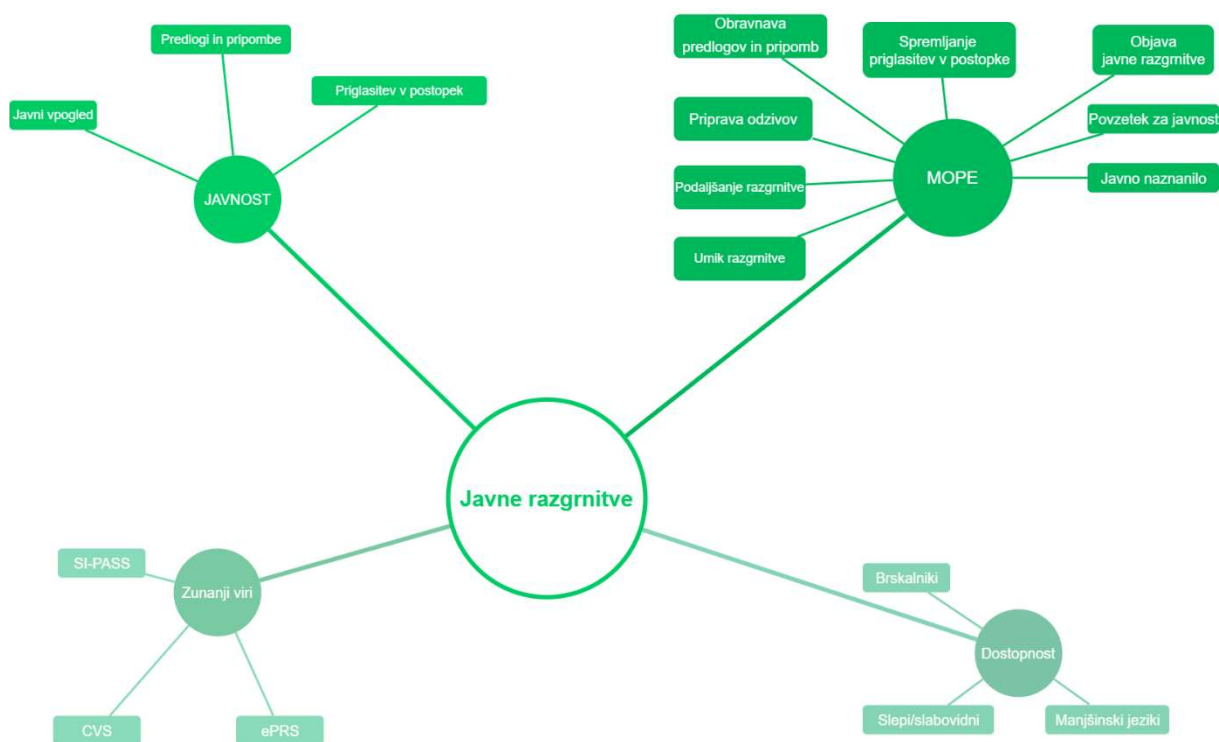 Predlogi in pripombe
Priglasitev v postopek
Javni vpogled
JAVNOST
Obravnava
predlogov in pripomb
Spremljanje
priglasitev v postopke
Objava
javne razgrnitve
Priprava odzivov
Povzetek za javnost
Podaljšanje razgrnitve
MOPE
Javno naznanilo
Umik razgrnitve
Javne razgrnitve
SI-PASS
Zunanji viri
CVS
ePRS
Brskalniki
Dostopnost
Slepi/slabovidni
Manjšinski jeziki